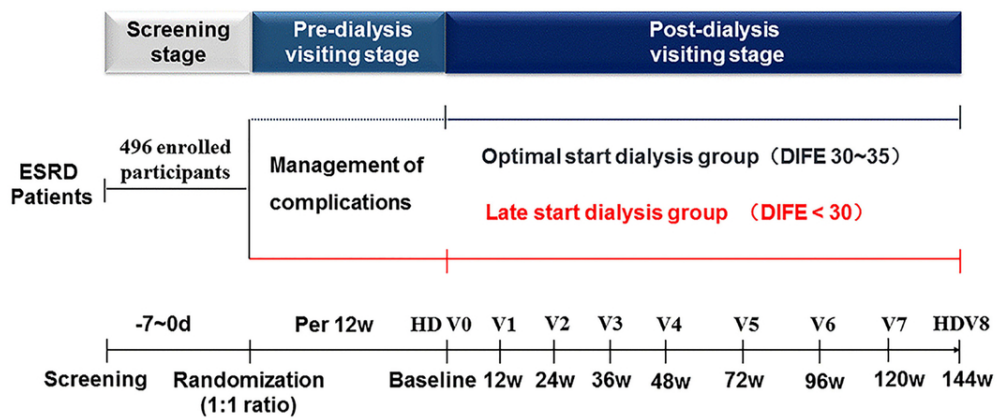 Screening
stage
Pre-dialysis
visiting stage
Post-dialysis
visiting stage
ESRD
Patients
496 enrolled
participants
Management of
complications
Optimal start dialysis group（DIFE 30~35）
Late start dialysis group （DIFE < 30）
-7~0d Per 12w HD V0 V1 V2 V3 V4 V5 V6 V7 HDV8
Screening Randomization Baseline 12w 24w 36w 48w 72w 96w 120w 144w
(1:1 ratio)